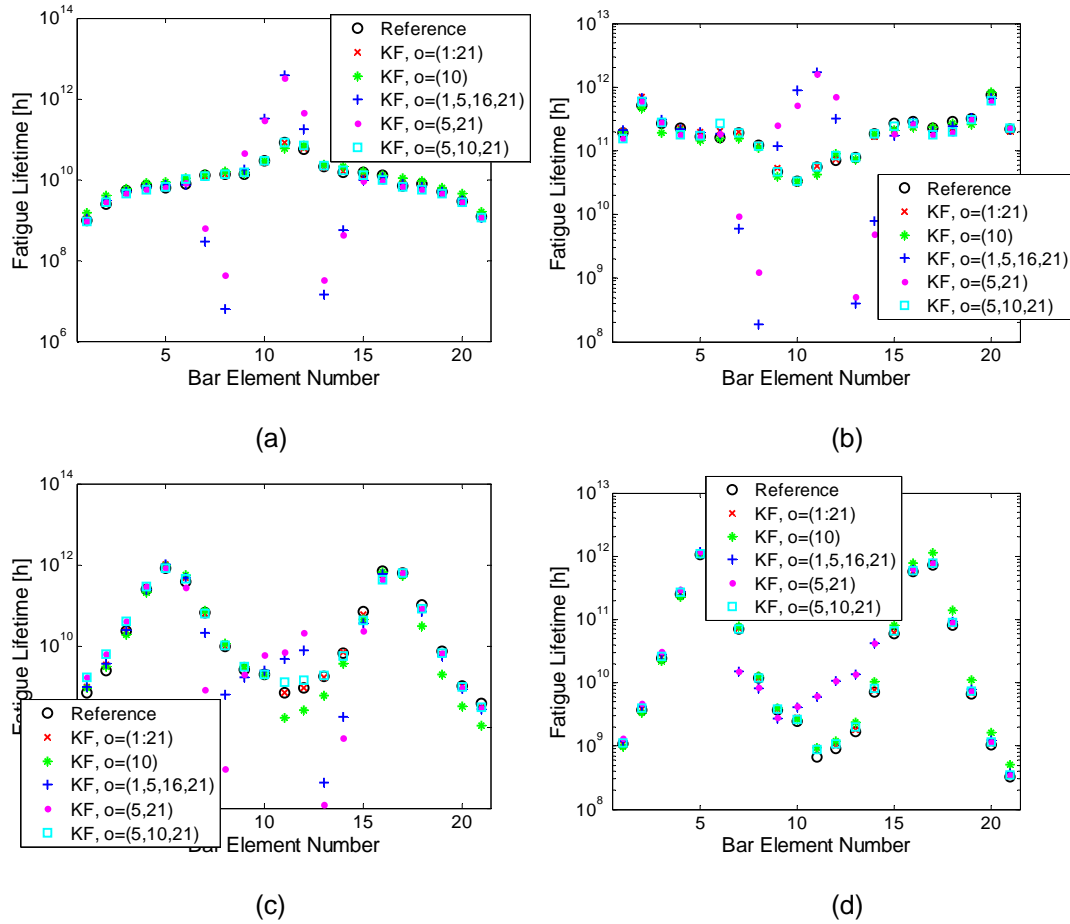 10^14
10^12
10^10
10^8
10^6
Fatigue Lifetime [h]
5 10 15 20
Bar Element Number
Reference
KF, o=(1:21)
KF, o=(10)
KF, o=(1,5,16,21)
KF, o=(5,21)
KF, o=(5,10,21)
(a)
10^13
10^12
10^11
10^10
10^9
10^8
Fatigue Lifetime [h]
5 10 15 20
Bar Element Number
Reference
KF, o=(1:21)
KF, o=(10)
KF, o=(1,5,16,21)
KF, o=(5,21)
KF, o=(5,10,21)
(b)
10^14
10^12
10^10
Fatigue Lifetime [h]
10 15 20
Bar Element Number
Reference
KF, o=(1:21)
KF, o=(10)
KF, o=(1,5,16,21)
KF, o=(5,21)
KF, o=(5,10,21)
(c)
10^13
10^12
10^11
10^10
10^9
10^8
Fatigue Lifetime [h]
5 10 15 20
Bar Element Number
Reference
KF, o=(1:21)
KF, o=(10)
KF, o=(1,5,16,21)
KF, o=(5,21)
KF, o=(5,10,21)
(d)